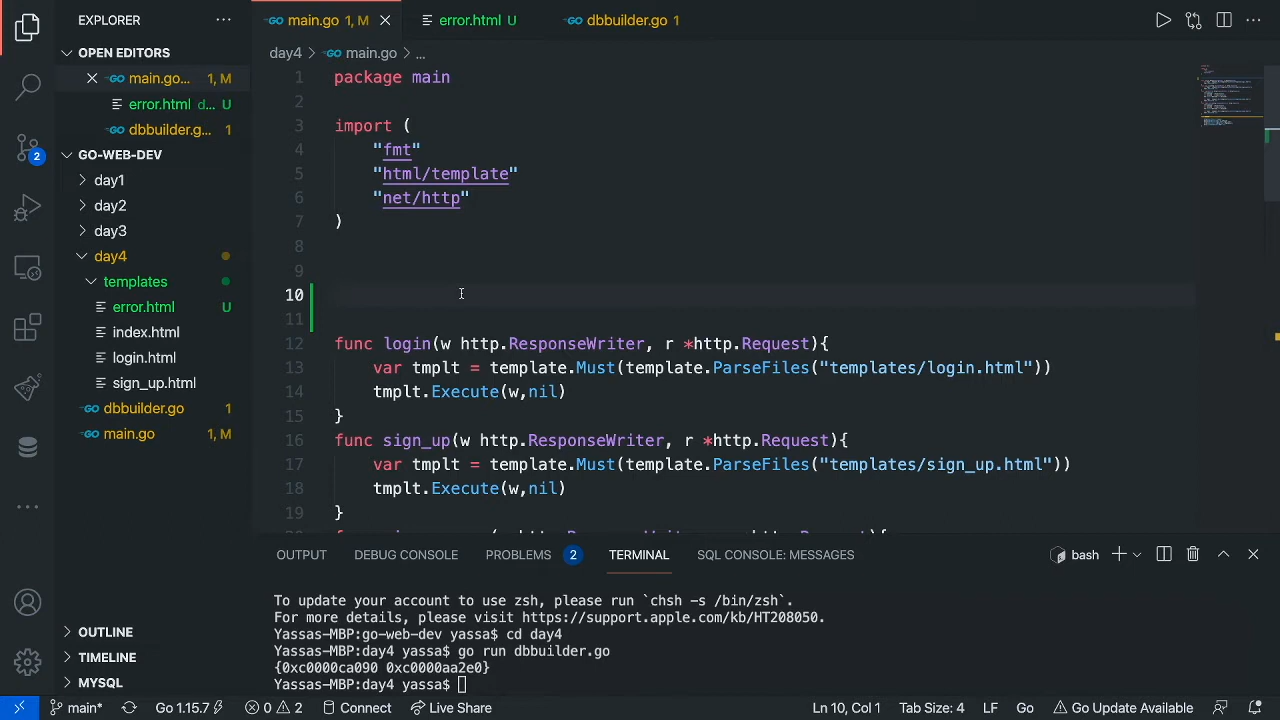 EXPLORER
main.go 1, M
error.html U
dbbuilder.go 1
OPEN EDITORS
main.go... 1, M
error.html d... U
dbbuilder.g... 1
GO-WEB-DEV
day1
day2
day3
day4
templates
error.html U
index.html
login.html
sign_up.html
dbbuilder.go 1
main.go 1, M
OUTLINE
TIMELINE
MYSQL
2
day4 > main.go > ...
1 package main
2
3 import (
4 "fmt"
5 "html/template"
6 "net/http"
7 )
8
9
10
11
12 func login(w http.ResponseWriter, r *http.Request){
13 var tmplt = template.Must(template.ParseFiles("templates/login.html"))
14 tmplt.Execute(w,nil)
15 }
16 func sign_up(w http.ResponseWriter, r *http.Request){
17 var tmplt = template.Must(template.ParseFiles("templates/sign_up.html"))
18 tmplt.Execute(w,nil)
19 }
OUTPUT DEBUG CONSOLE PROBLEMS 2 TERMINAL SQL CONSOLE: MESSAGES bash
To update your account to use zsh, please run `chsh -s /bin/zsh`.
For more details, please visit https://support.apple.com/kb/HT208050.
Yassas-MBP:go-web-dev yassa$ cd day4
Yassas-MBP:day4 yassa$ go run dbbuilder.go
{0xc0000ca090 0xc0000aa2e0}
Yassas-MBP:day4 yassa$
main* Go 1.15.7 0 2 Connect Live Share Ln 10, Col 1 Tab Size: 4 LF Go Go Update Available